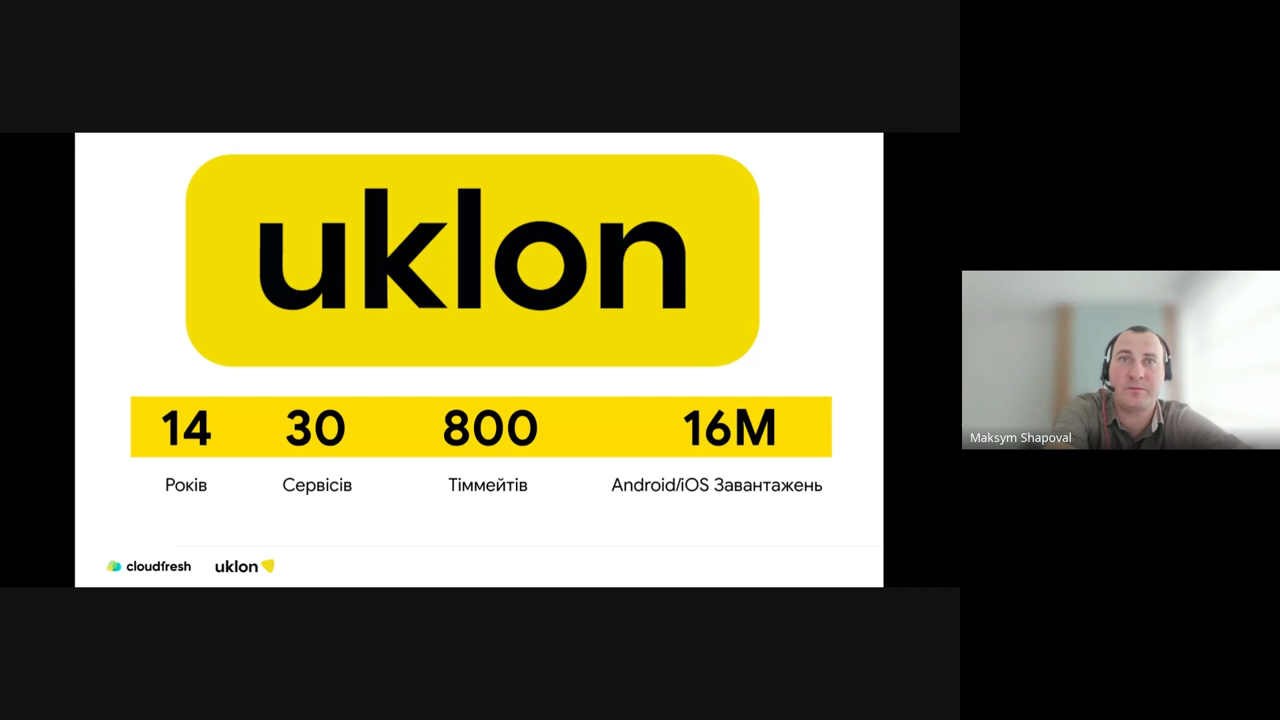 uklon
14 30 800 16M
Років Сервісів Тіммейтів Android/iOS Завантажень
cloudfresh uklon
Maksym Shapoval